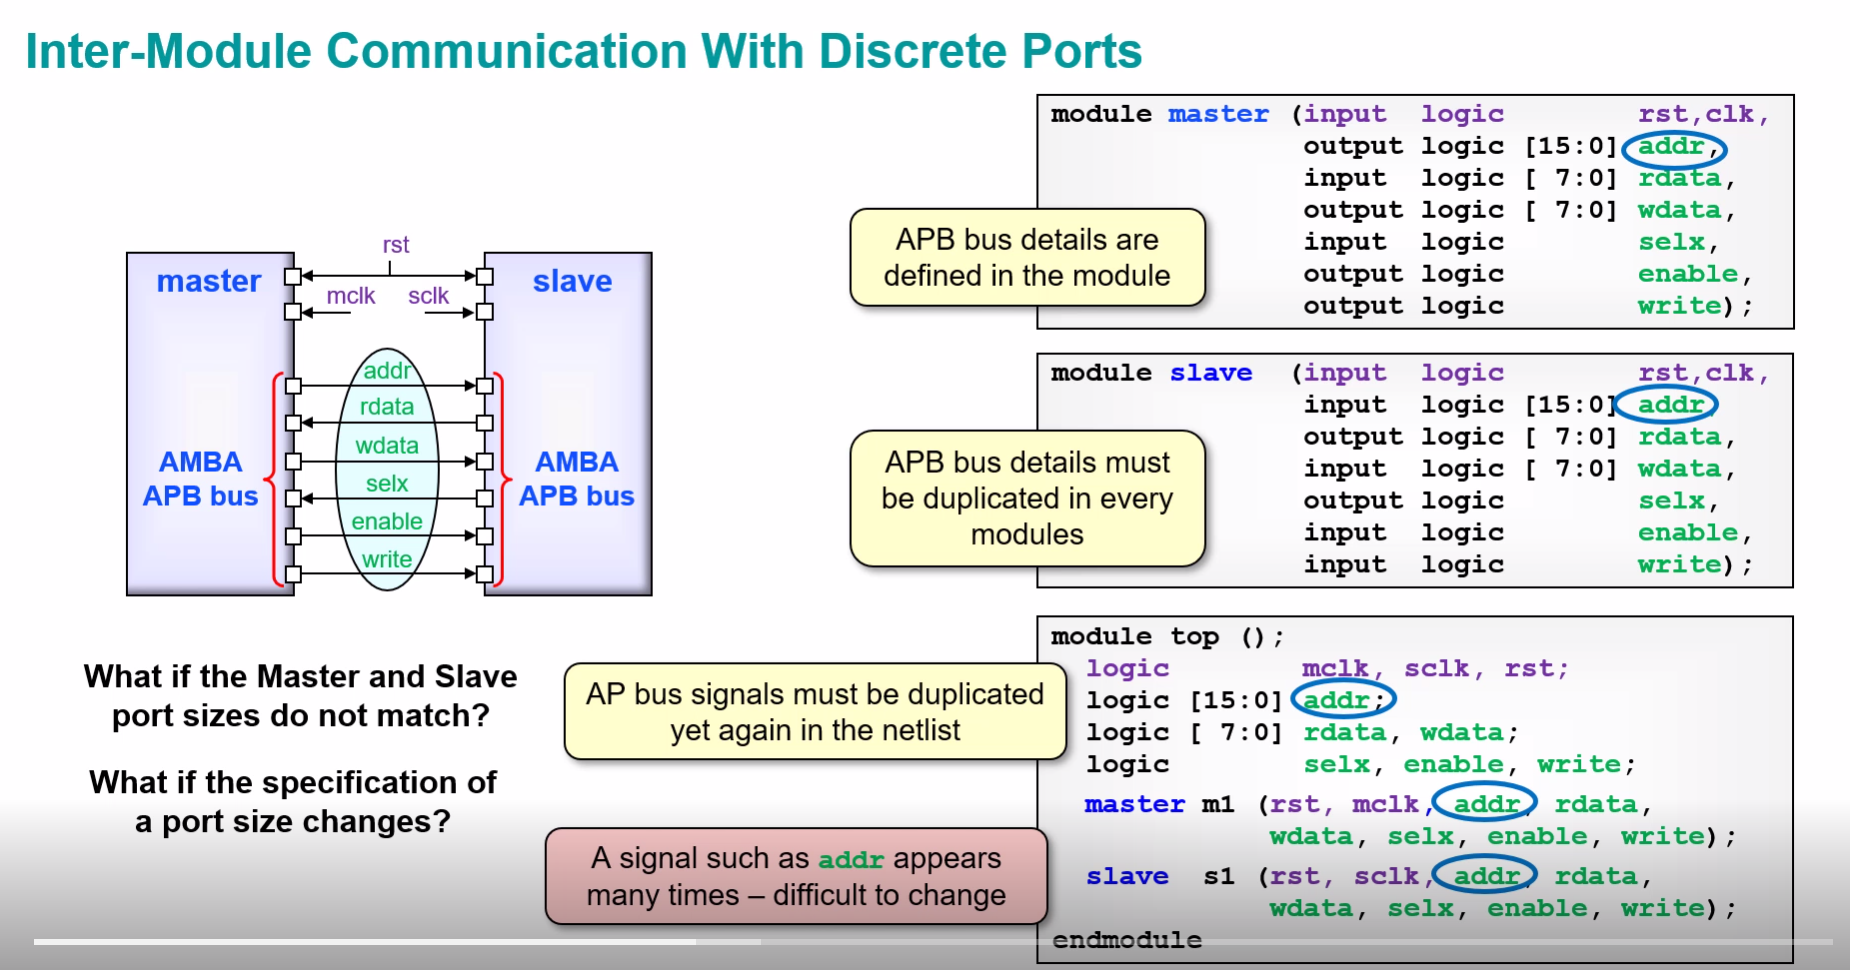 Inter-Module Communication With Discrete Ports
rst
master
slave
mclk
sclk
addr
rdata
wdata
selx
enable
write
AMBA
APB bus
AMBA
APB bus
What if the Master and Slave
port sizes do not match?
What if the specification of
a port size changes?
APB bus details are
defined in the module
module master (input logic rst,clk,
output logic [15:0] addr,
input logic [ 7:0] rdata,
output logic [ 7:0] wdata,
input logic selx,
output logic enable,
output logic write);
APB bus details must
be duplicated in every
modules
module slave (input logic rst,clk,
input logic [15:0] addr,
output logic [ 7:0] rdata,
input logic [ 7:0] wdata,
output logic selx,
input logic enable,
input logic write);
AP bus signals must be duplicated
yet again in the netlist
A signal such as addr appears
many times – difficult to change
module top ();
logic mclk, sclk, rst;
logic [15:0] addr;
logic [ 7:0] rdata, wdata;
logic selx, enable, write;
master m1 (rst, mclk, addr, rdata,
wdata, selx, enable, write);
slave s1 (rst, sclk, addr, rdata,
wdata, selx, enable, write);
endmodule